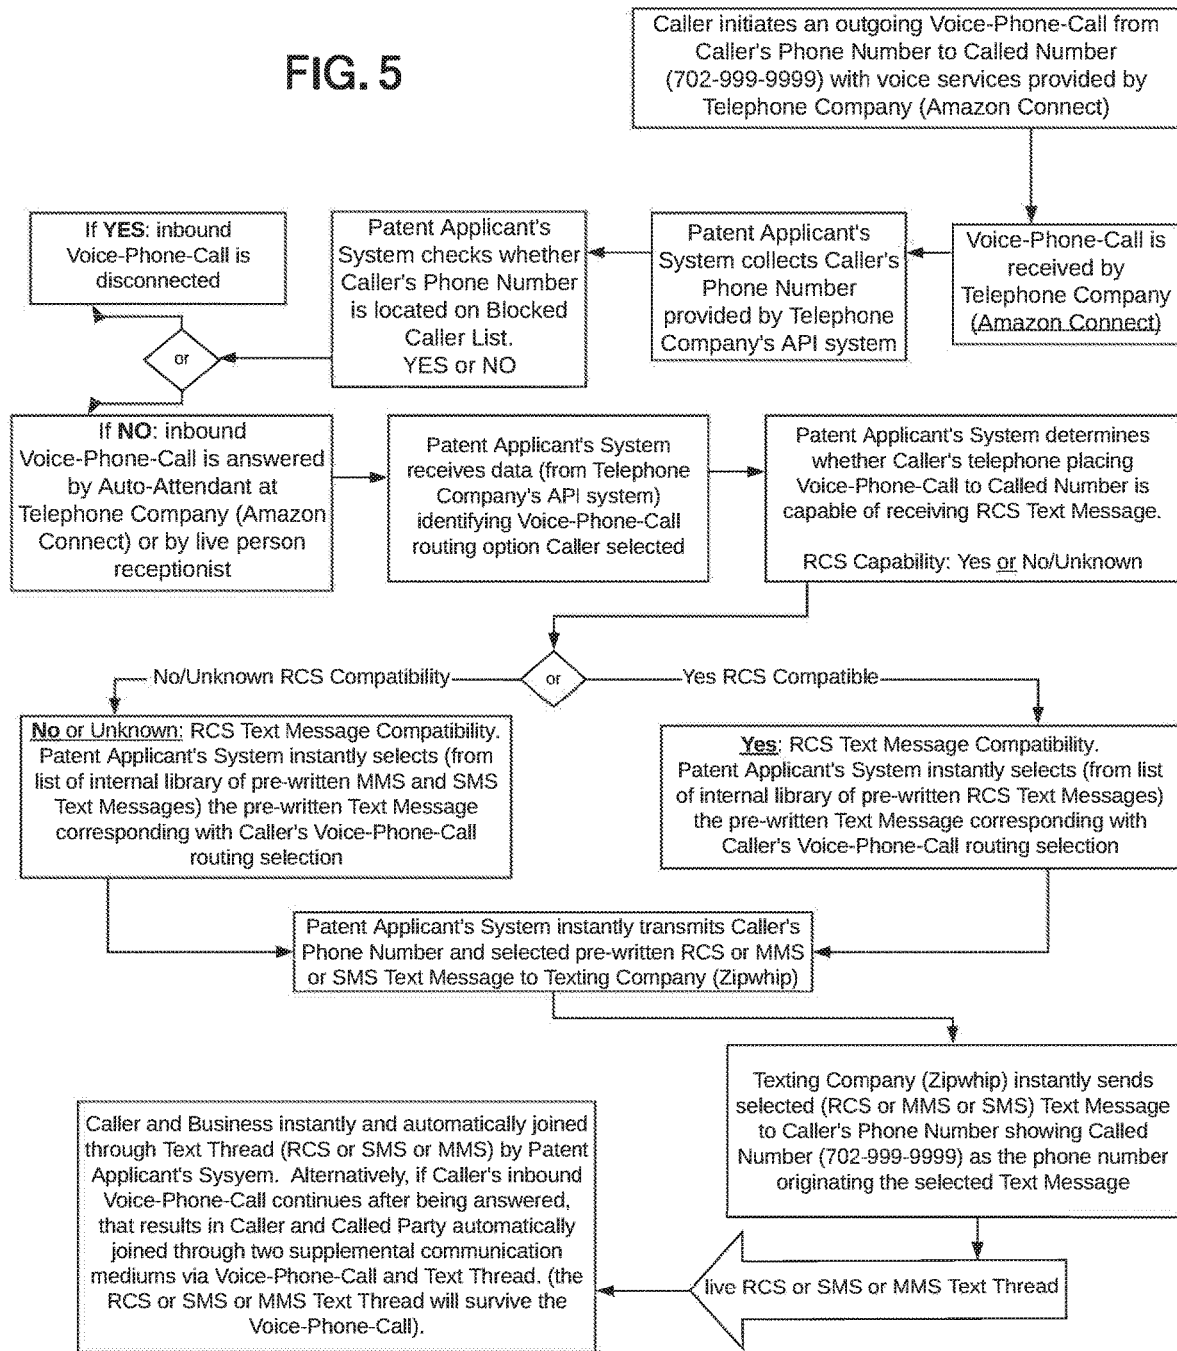 FIG. 5
Caller initiates an outgoing Voice-Phone-Call from
Caller's Phone Number to Called Number
(702-999-9999) with voice services provided by
Telephone Company (Amazon Connect)
Voice-Phone-Call is
received by
Telephone Company
(Amazon Connect)
Patent Applicant's
System collects Caller's
Phone Number
provided by Telephone
Company's API system
Patent Applicant's
System checks whether
Caller's Phone Number
is located on Blocked
Caller List.
YES or NO
or
If YES: inbound
Voice-Phone-Call is
disconnected
If NO: inbound
Voice-Phone-Call is answered
by Auto-Attendant at
Telephone Company (Amazon
Connect) or by live person
receptionist
Patent Applicant's System
receives data (from Telephone
Company's API system)
identifying Voice-Phone-Call
routing option Caller selected
Patent Applicant's System determines
whether Caller's telephone placing
Voice-Phone-Call to Called Number is
capable of receiving RCS Text Message.
RCS Capability: Yes or No/Unknown
No/Unknown RCS Compatibility
or
Yes RCS Compatible
No or Unknown: RCS Text Message Compatibility.
Patent Applicant's System instantly selects (from
list of internal library of pre-written MMS and SMS
Text Messages) the pre-written Text Message
corresponding with Caller's Voice-Phone-Call
routing selection
Yes: RCS Text Message Compatibility.
Patent Applicant's System instantly selects (from list
of internal library of pre-written RCS Text Messages)
the pre-written Text Message corresponding with
Caller's Voice-Phone-Call routing selection
Patent Applicant's System instantly transmits Caller's
Phone Number and selected pre-written RCS or MMS
or SMS Text Message to Texting Company (Zipwhip)
Texting Company (Zipwhip) instantly sends
selected (RCS or MMS or SMS) Text Message
to Caller's Phone Number showing Called
Number (702-999-9999) as the phone number
originating the selected Text Message
live RCS or SMS or MMS Text Thread
Caller and Business instantly and automatically joined
through Text Thread (RCS or SMS or MMS) by Patent
Applicant's Sysyem.  Alternatively, if Caller's inbound
Voice-Phone-Call continues after being answered,
that results in Caller and Called Party automatically
joined through two supplemental communication
mediums via Voice-Phone-Call and Text Thread. (the
RCS or SMS or MMS Text Thread will survive the
Voice-Phone-Call).